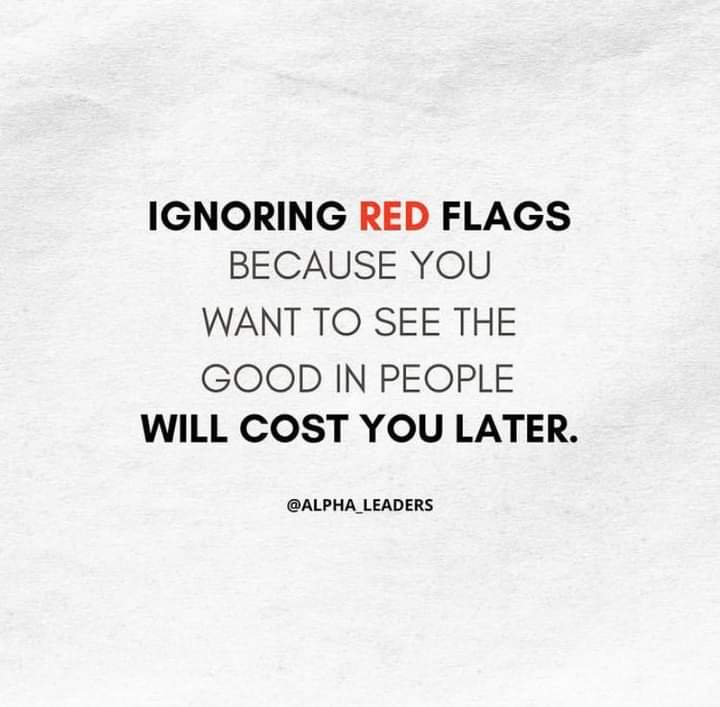 IGNORING RED FLAGS
BECAUSE YOU
WANT TO SEE THE
GOOD IN PEOPLE
WILL COST YOU LATER.
@ALPHA_LEADERS